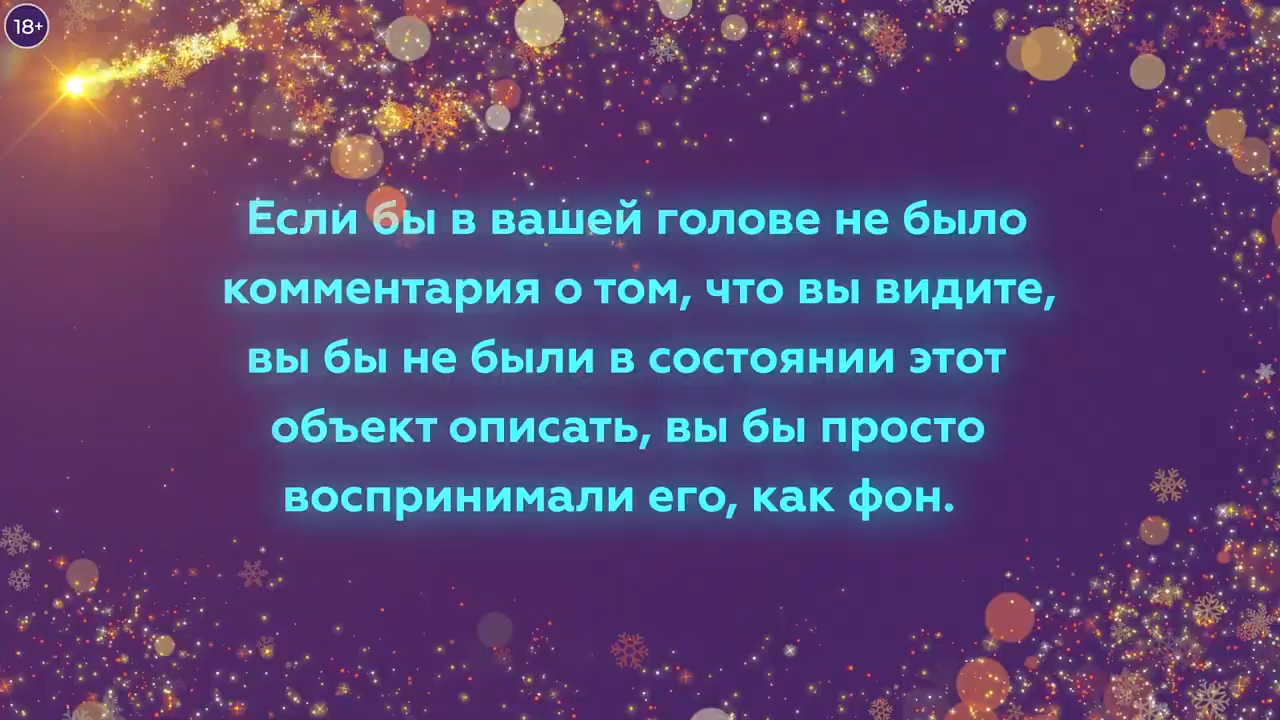 18+
Если бы в вашей голове не было
комментария о том, что вы видите,
вы бы не были в состоянии этот
объект описать, вы бы просто
воспринимали его, как фон.